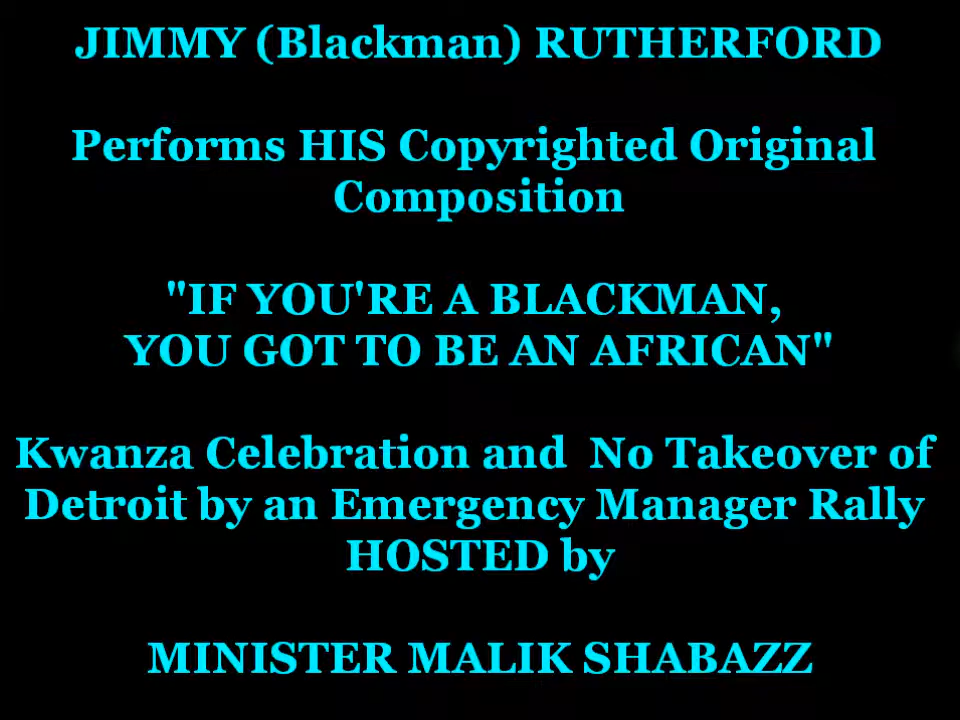 JIMMY (Blackman) RUTHERFORD
Performs HIS Copyrighted Original
Composition
"IF YOU'RE A BLACKMAN,
YOU GOT TO BE AN AFRICAN"
Kwanza Celebration and  No Takeover of
Detroit by an Emergency Manager Rally
HOSTED by
MINISTER MALIK SHABAZZ